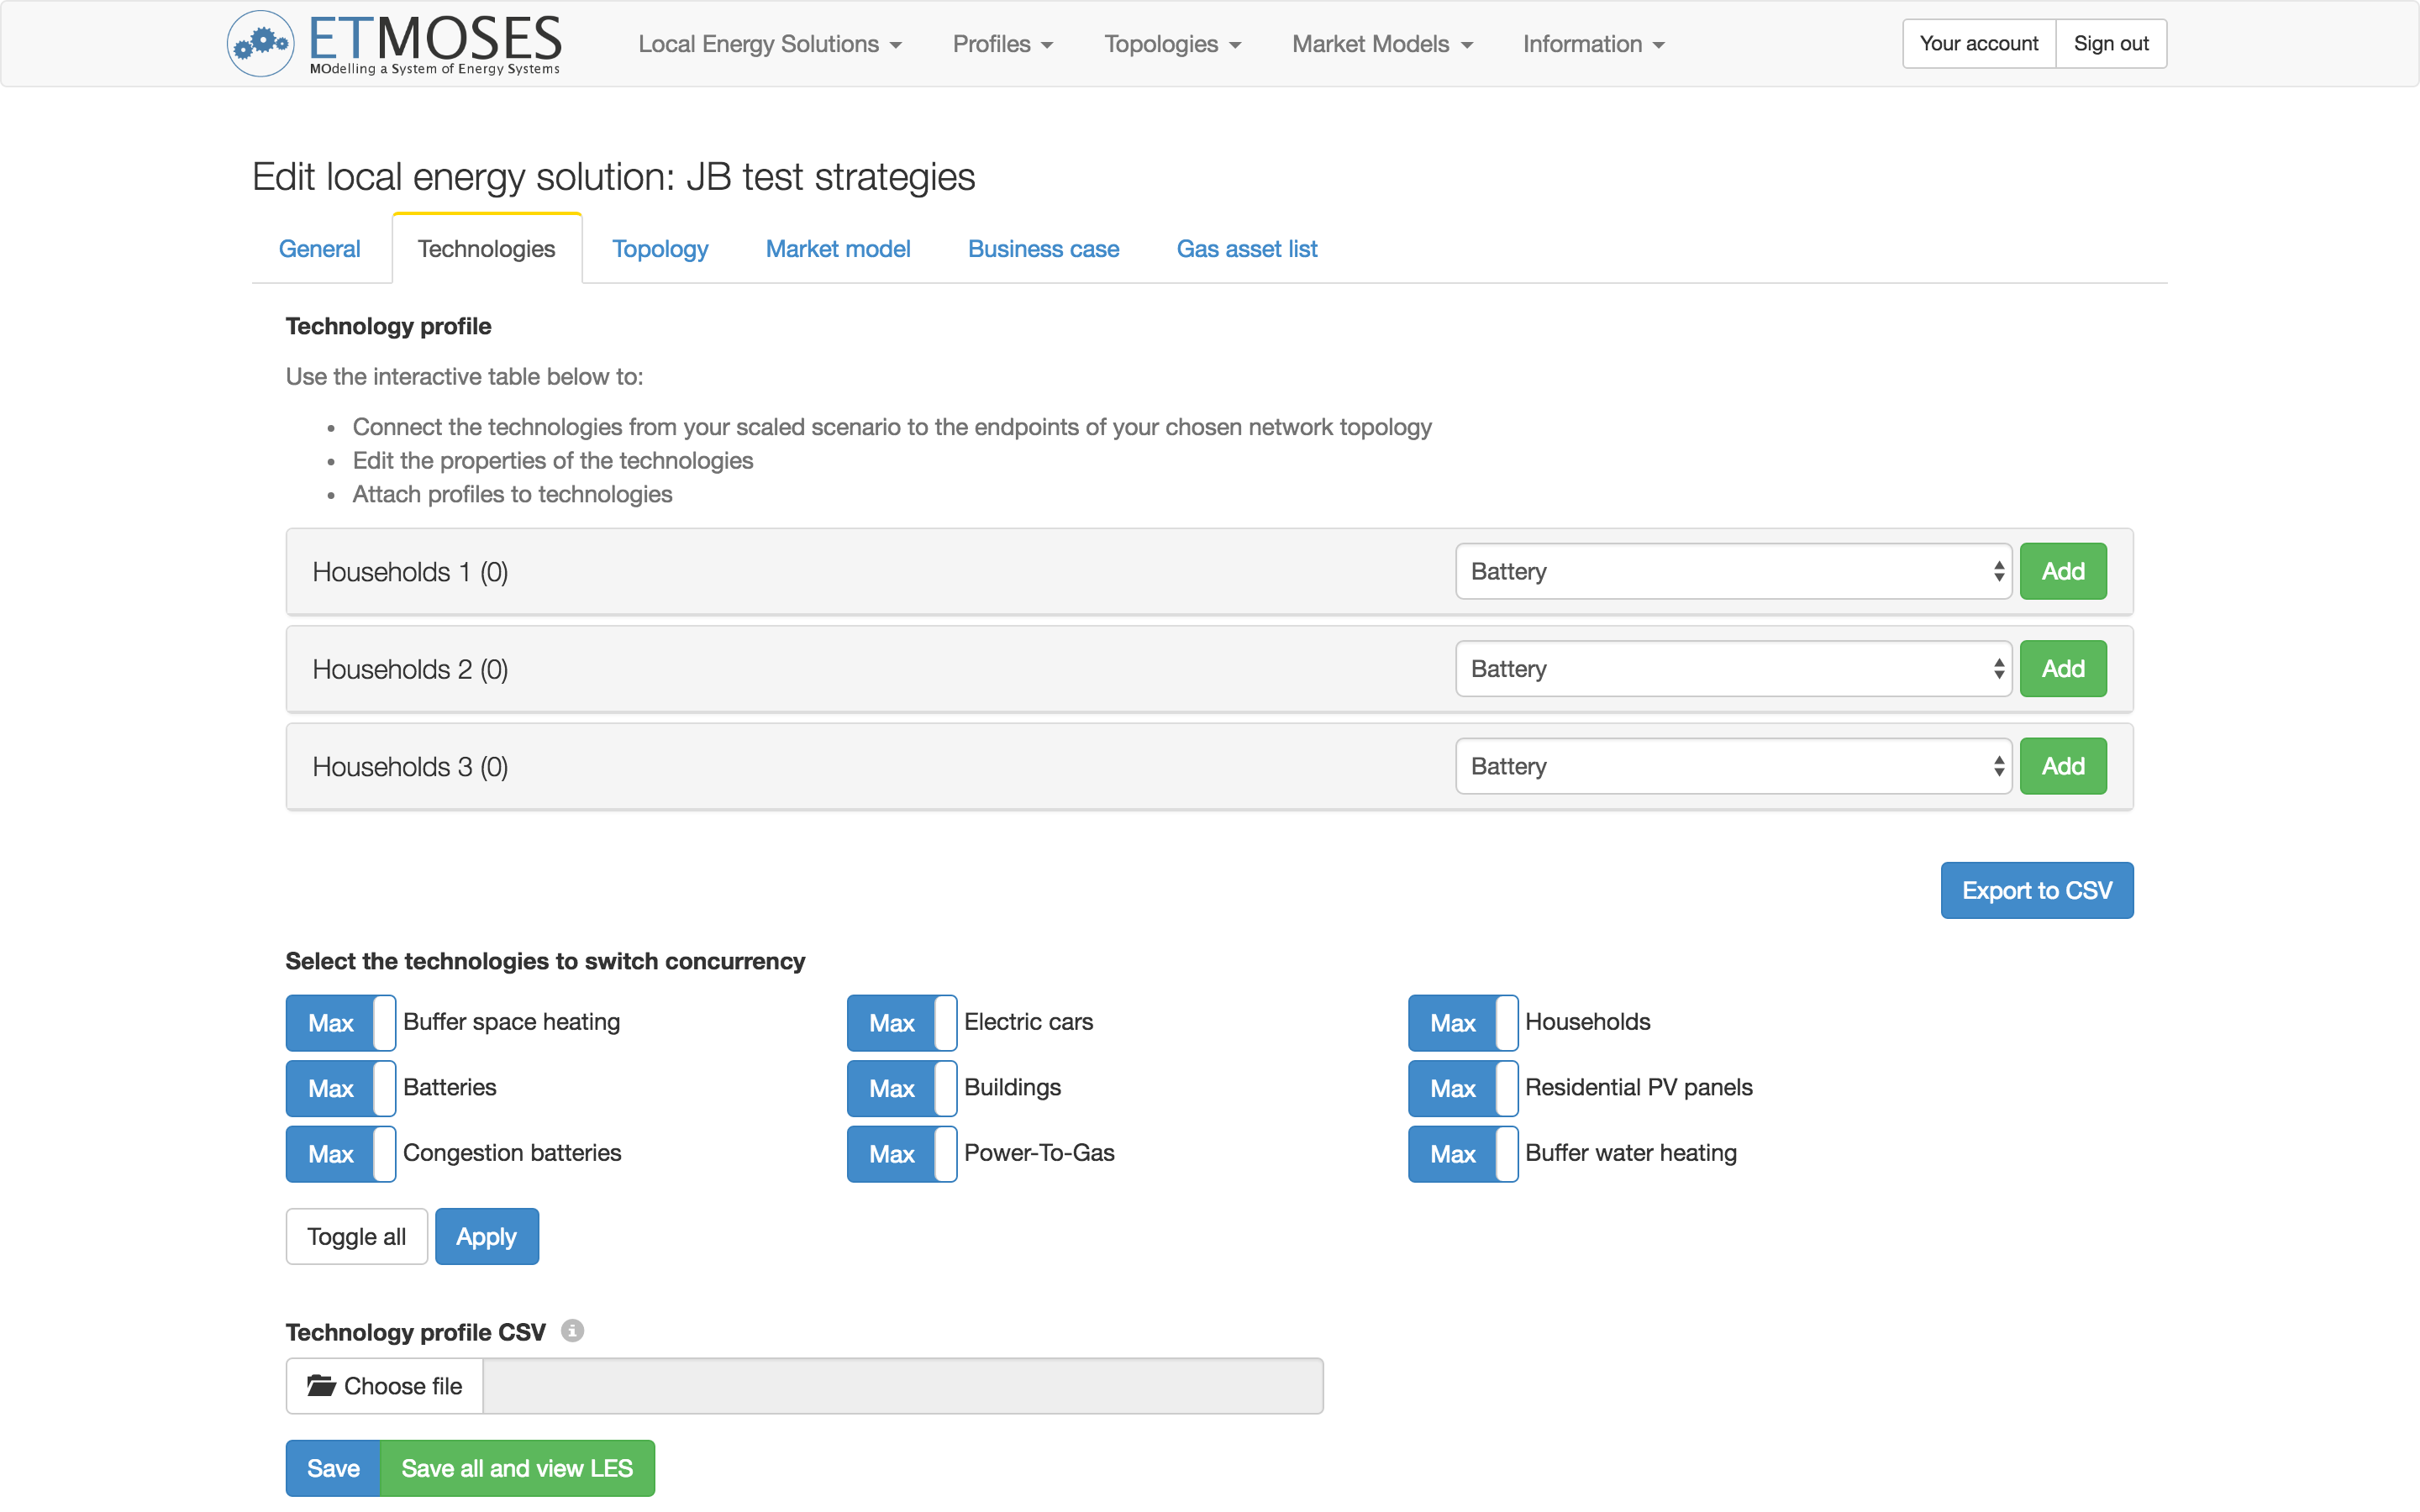 ETMOSES
MOdelling a System of Energy Systems
Local Energy Solutions
Profiles
Topologies
Market Models
Information
Your account
Sign out
Edit local energy solution: JB test strategies
General
Technologies
Topology
Market model
Business case
Gas asset list
Technology profile
Use the interactive table below to:
Connect the technologies from your scaled scenario to the endpoints of your chosen network topology
Edit the properties of the technologies
Attach profiles to technologies
Households 1 (0)
Battery
Add
Households 2 (0)
Battery
Add
Households 3 (0)
Battery
Add
Export to CSV
Select the technologies to switch concurrency
Max Buffer space heating
Max Electric cars
Max Households
Max Batteries
Max Buildings
Max Residential PV panels
Max Congestion batteries
Max Power-To-Gas
Max Buffer water heating
Toggle all
Apply
Technology profile CSV
Choose file
Save
Save all and view LES